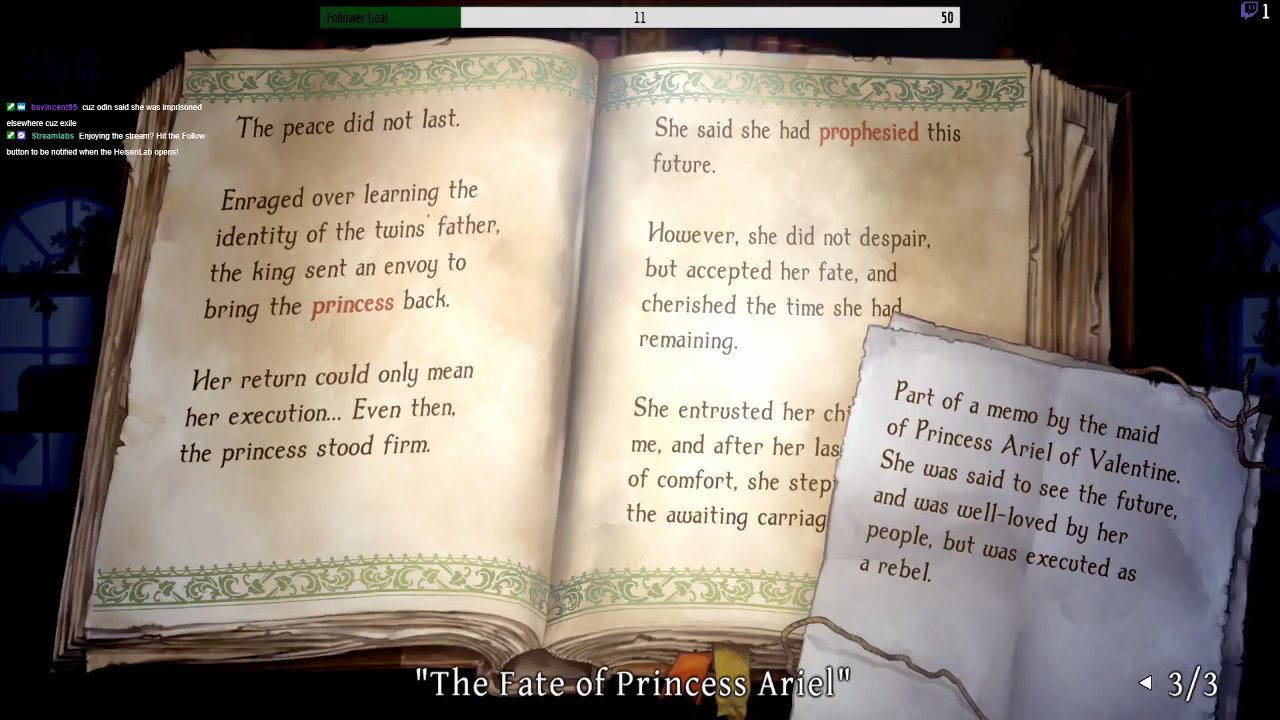 Follower Goal
11
50
1
bavincent95 cuz odin said she was imprisoned
elsewhere cuz exile
Streamlabs Enjoying the stream? Hit the Follow
button to be notified when the HeisenLab opens!
The peace did not last.
Enraged over learning the
identity of the twins' father,
the king sent an envoy to
bring the princess back.
Her return could only mean
her execution... Even then,
the princess stood firm.
She said she had prophesied this
future.
However, she did not despair,
but accepted her fate, and
cherished the time she had
remaining.
She entrusted her
me, and after her
of comfort, she
the awaiting
Part of a memo by the maid
of Princess Ariel of Valentine.
She was said to see the future,
and was well-loved by her
people, but was executed as
a rebel.
"The Fate of Princess Ariel"
3/3